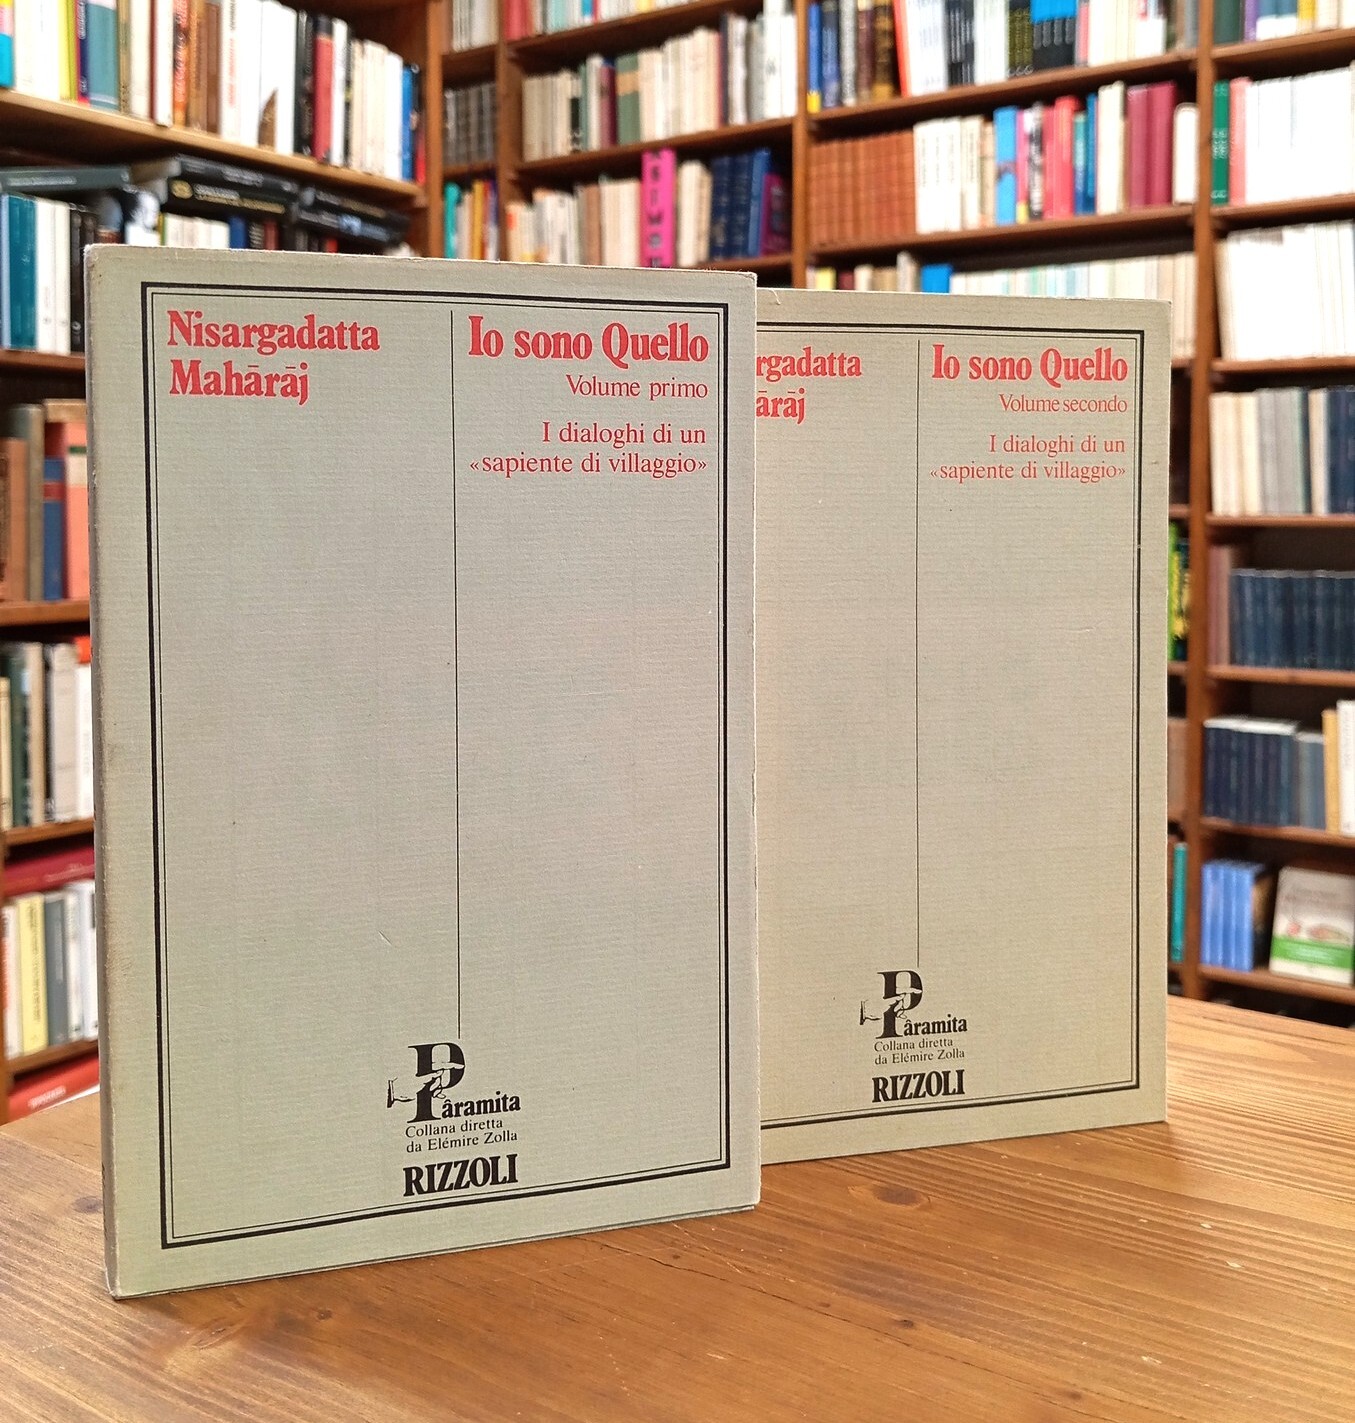 Nisargadatta
Mahārāj
Io sono Quello
Volume primo
I dialoghi di un
«sapiente di villaggio»
Pâramita
Collana diretta
da Elémire Zolla
RIZZOLI
rgadatta
ārāj
Io sono Quello
Volume secondo
I dialoghi di un
«sapiente di villaggio»
Pâramita
Collana diretta
da Elémire Zolla
RIZZOLI